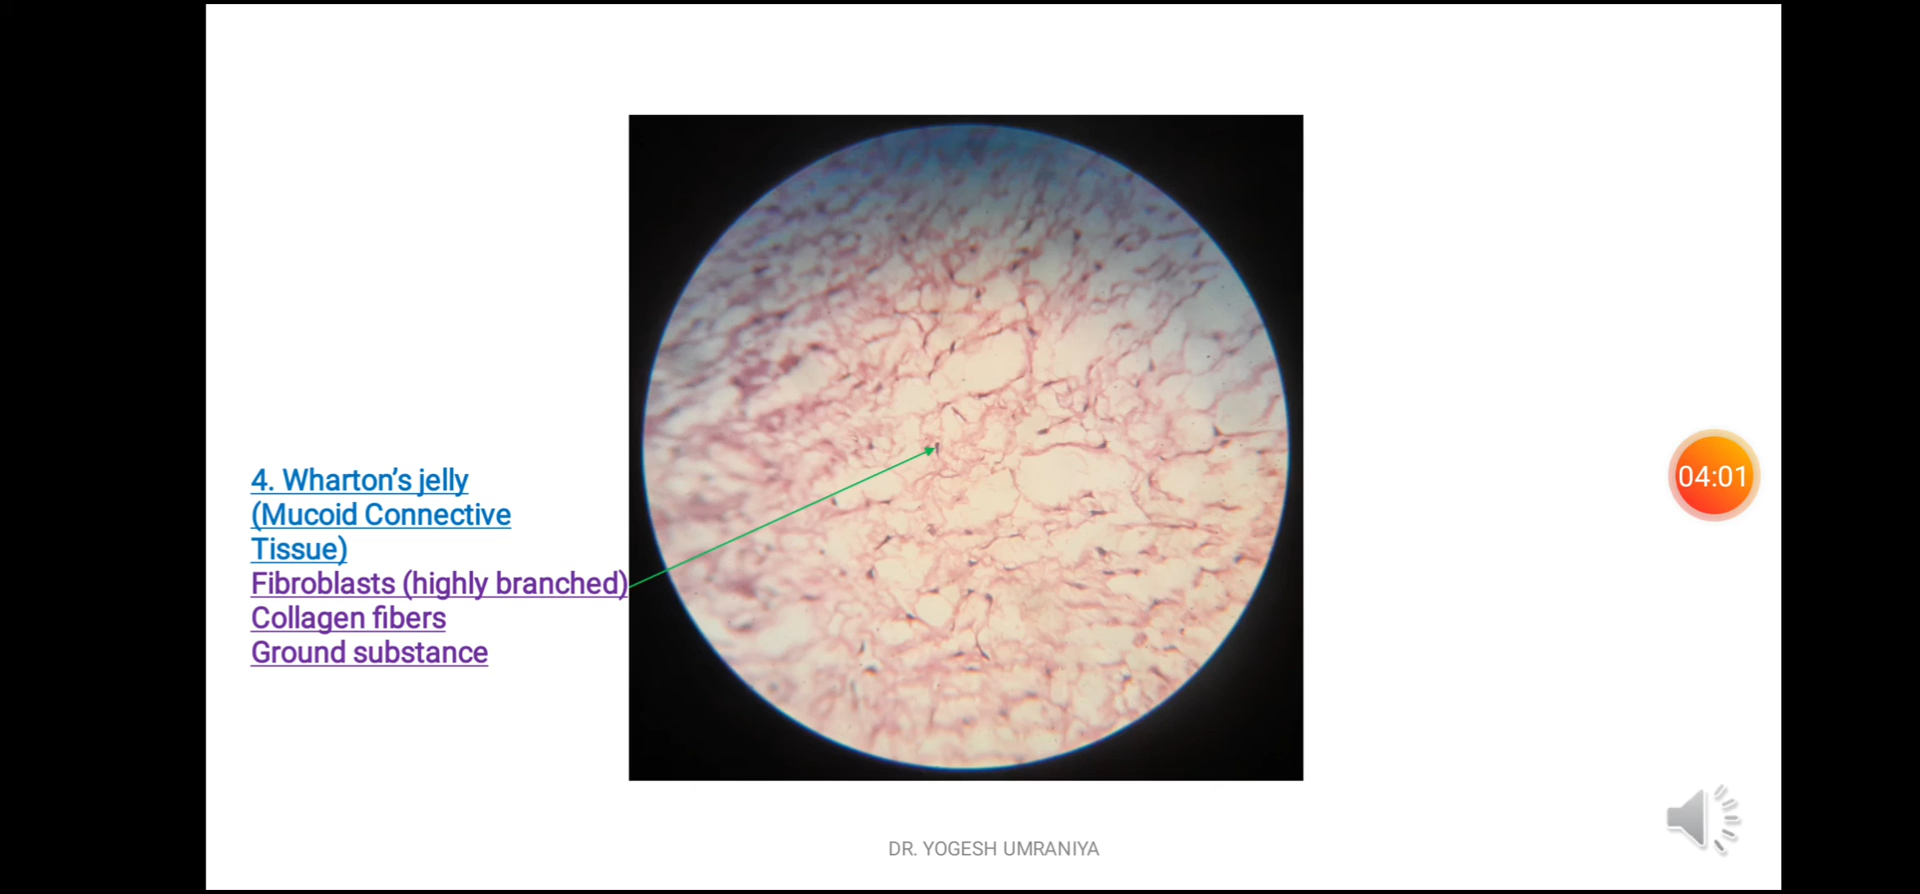 4. Wharton’s jelly
(Mucoid Connective
Tissue)
Fibroblasts (highly branched)
Collagen fibers
Ground substance
04:01
DR. YOGESH UMRANIYA